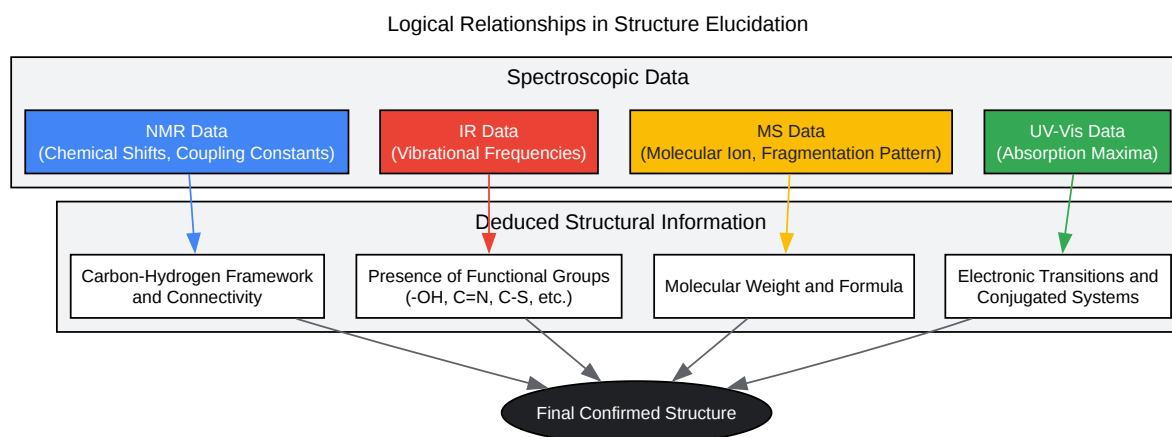 Logical Relationships in Structure Elucidation
Spectroscopic Data
NMR Data
(Chemical Shifts, Coupling Constants)
IR Data
(Vibrational Frequencies)
MS Data
(Molecular Ion, Fragmentation Pattern)
UV-Vis Data
(Absorption Maxima)
Deduced Structural Information
Carbon-Hydrogen Framework
and Connectivity
Presence of Functional Groups
(-OH, C=N, C-S, etc.)
Molecular Weight and Formula
Electronic Transitions and
Conjugated Systems
Final Confirmed Structure